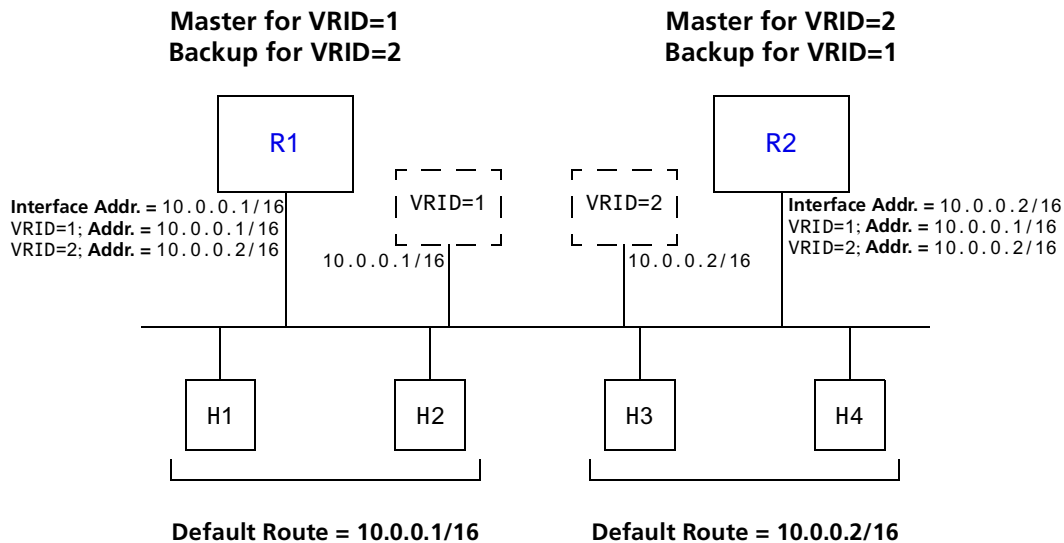 Master for VRID=1
Backup for VRID=2
Master for VRID=2
Backup for VRID=1
R1
R2
VRID=1
VRID=2
Interface Addr. = 10.0.0.1/16
VRID=1; Addr. = 10.0.0.1/16
VRID=2; Addr. = 10.0.0.2/16
Interface Addr. = 10.0.0.2/16
VRID=1; Addr. = 10.0.0.1/16
VRID=2; Addr. = 10.0.0.2/16
10.0.0.1/16
10.0.0.2/16
H1
H2
H3
H4
Default Route = 10.0.0.1/16
Default Route = 10.0.0.2/16